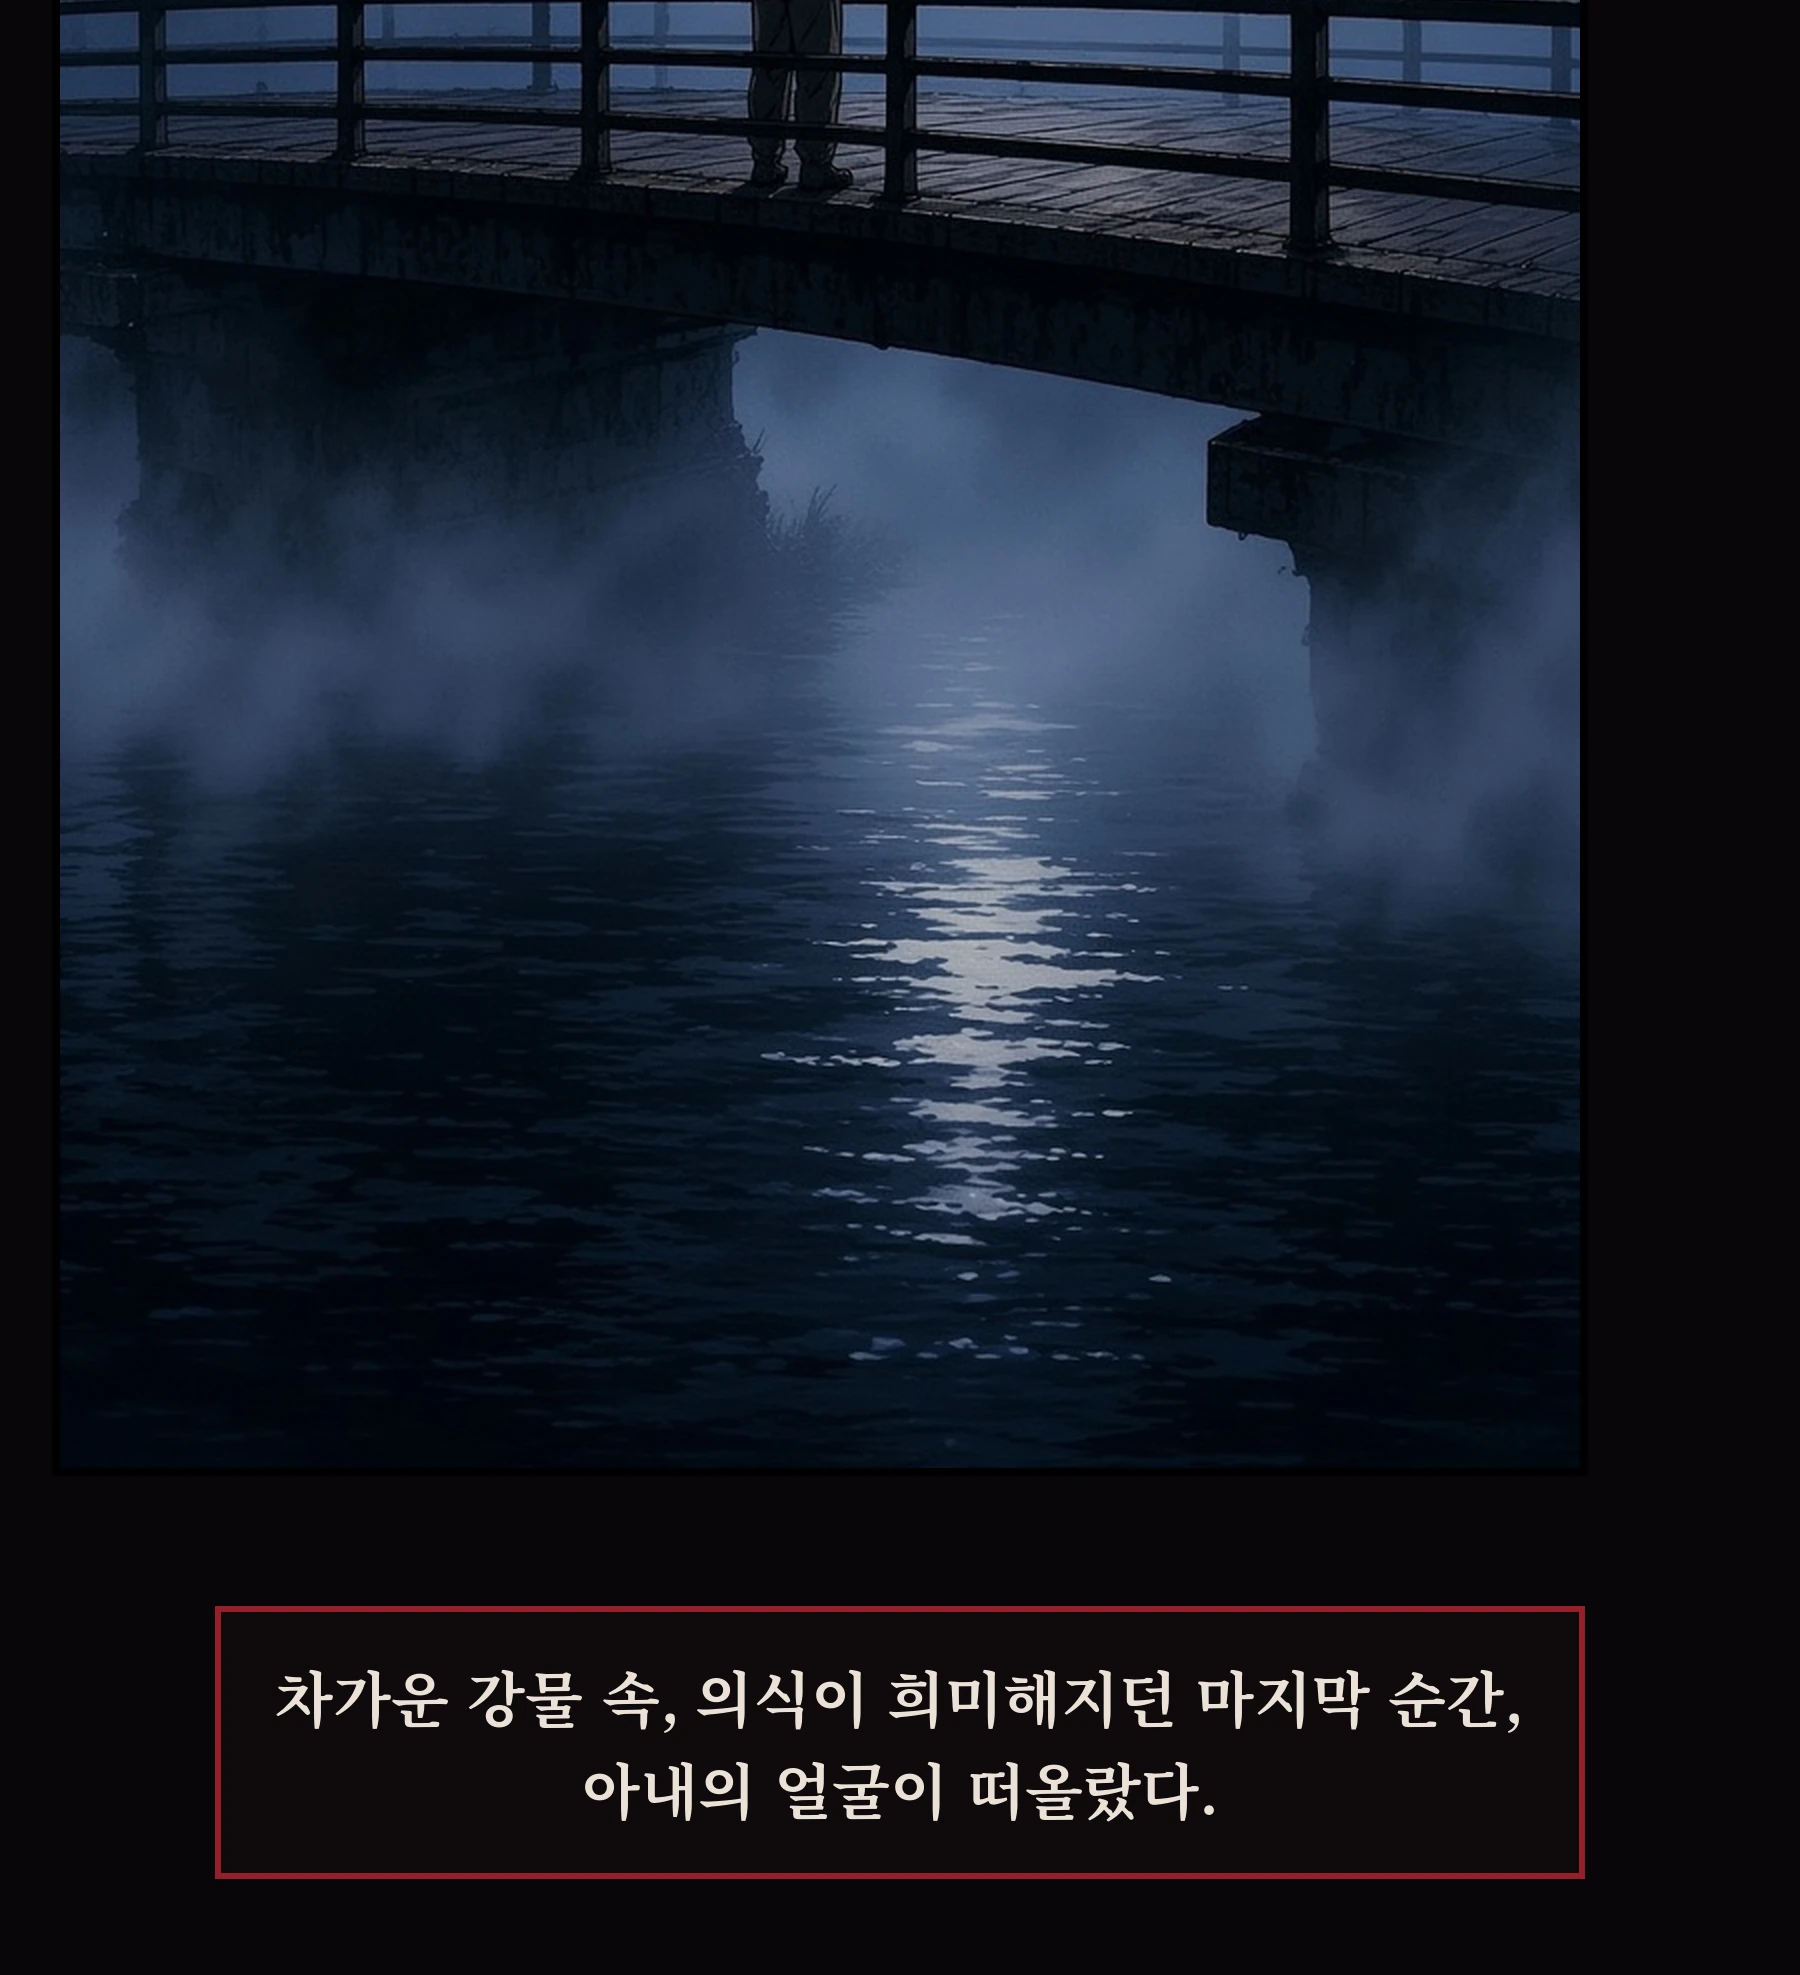 차가운 강물 속, 의식이 희미해지던 마지막 순간,
아내의 얼굴이 떠올랐다.